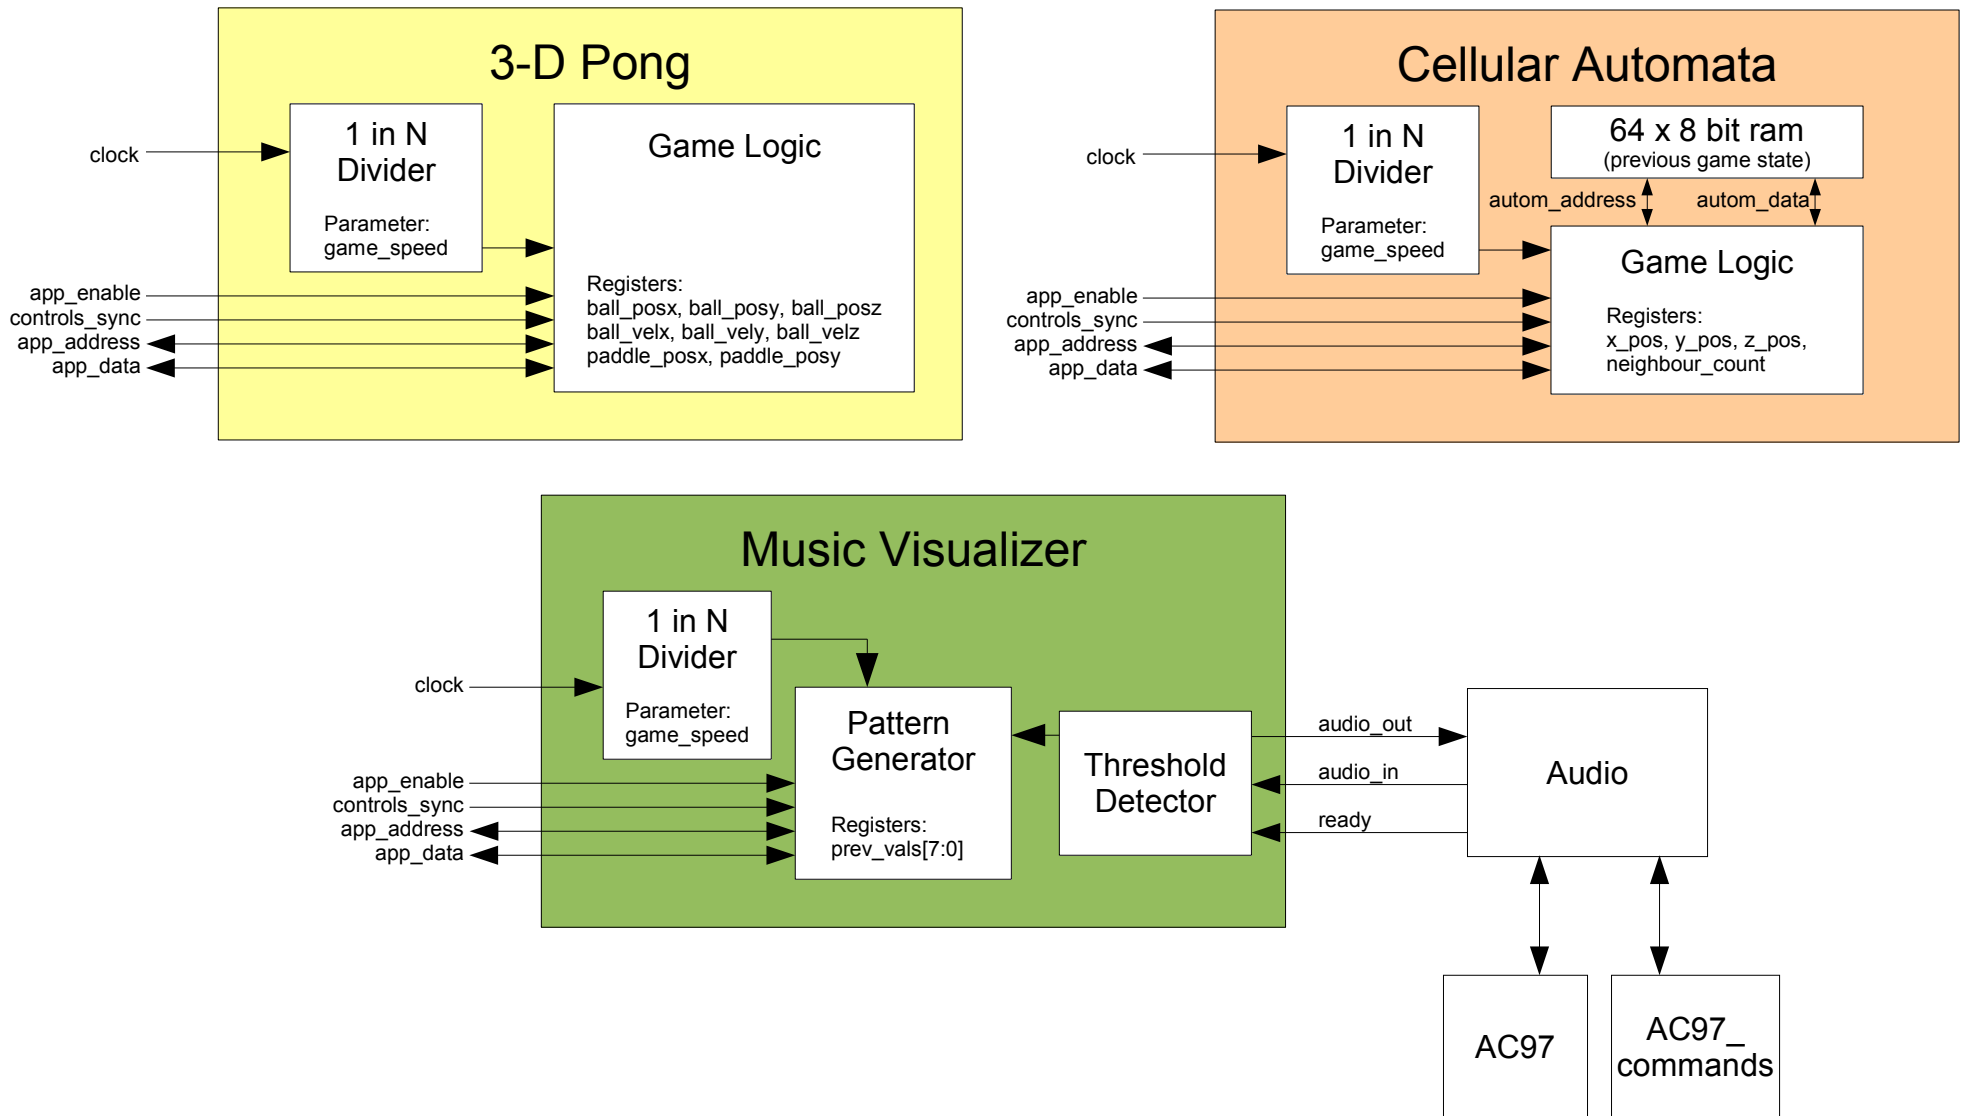 3-D Pong
1 in N
Divider
Parameter:
game_speed
Game Logic
Registers:
ball_posx, ball_posy, ball_posz
ball_velx, ball_vely, ball_velz
paddle_posx, paddle_posy
clock
app_enable
controls_sync
app_address
app_data
Cellular Automata
1 in N
Divider
Parameter:
game_speed
64 x 8 bit ram
(previous game state)
autom_address
autom_data
Game Logic
Registers:
x_pos, y_pos, z_pos,
neighbour_count
clock
app_enable
controls_sync
app_address
app_data
Music Visualizer
1 in N
Divider
Parameter:
game_speed
clock
app_enable
controls_sync
app_address
app_data
Pattern
Generator
Registers:
prev_vals[7:0]
Threshold
Detector
audio_out
audio_in
ready
Audio
AC97
AC97_
commands